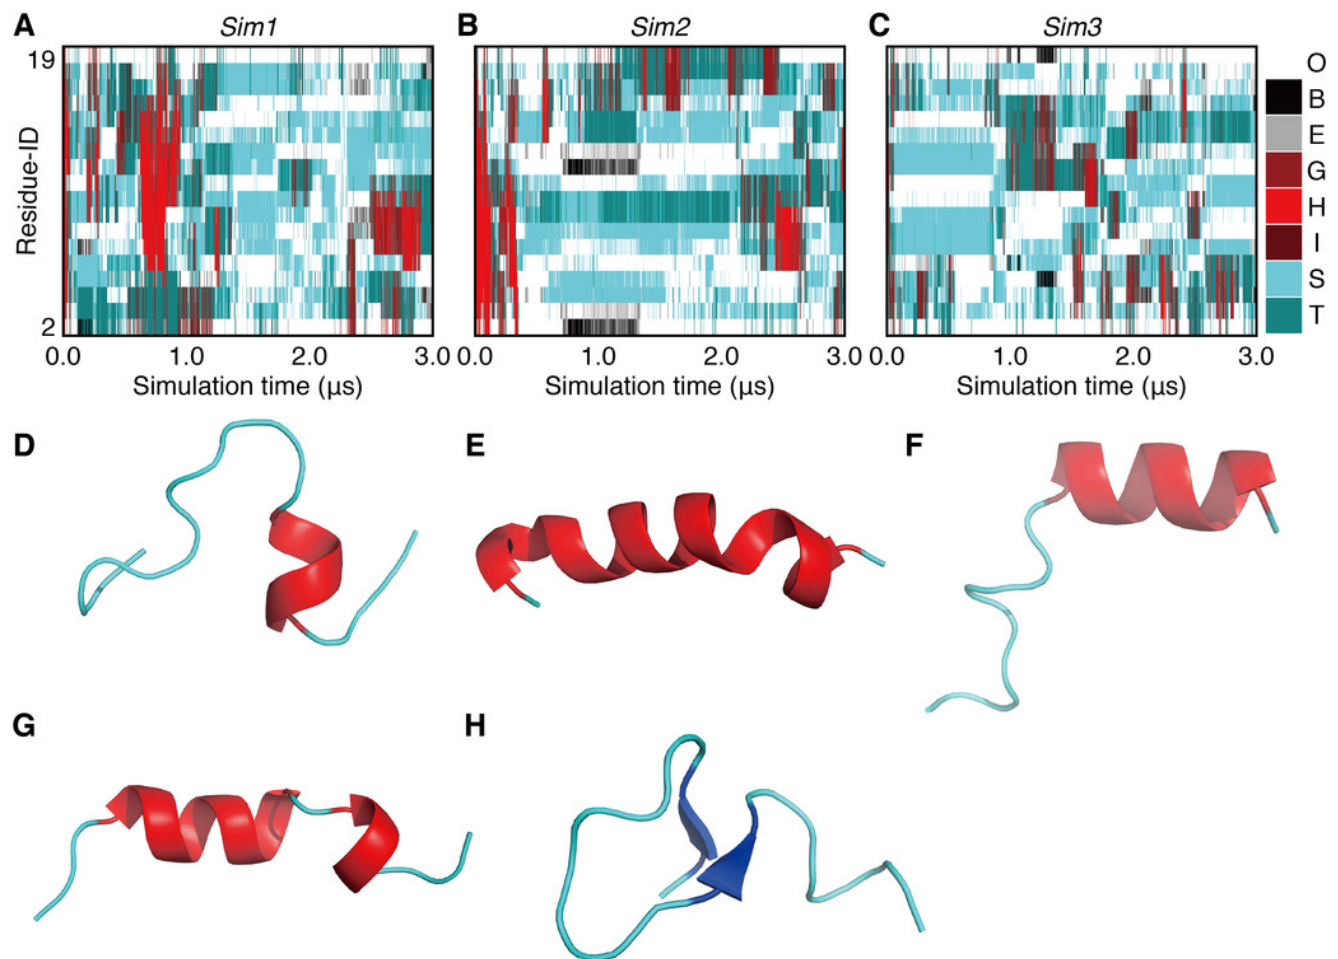 A Sim1 B Sim2 C Sim3
19
Residue-ID
2
O
B
E
G
H
I
S
T
0.0 1.0 2.0 3.0 0.0 1.0 2.0 3.0 0.0 1.0 2.0 3.0
Simulation time (µs) Simulation time (µs) Simulation time (µs)
D E F
G H